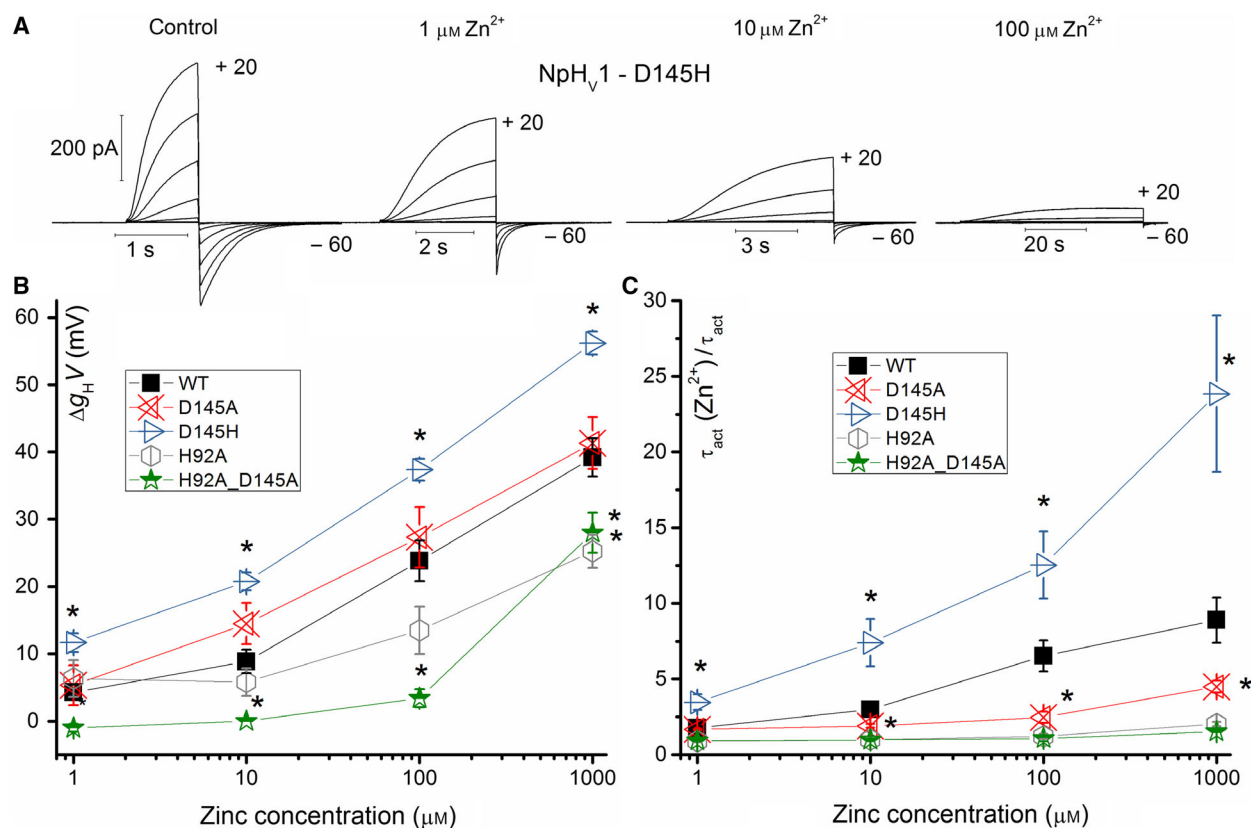 A
Control
1 μM Zn²⁺
10 μM Zn²⁺
100 μM Zn²⁺
NpHV1 - D145H
+ 20
+ 20
+ 20
+ 20
200 pA
1 s
– 60
2 s
– 60
3 s
– 60
20 s
– 60
B
ΔgH V (mV)
60
50
40
30
20
10
0
WT
D145A
D145H
H92A
H92A_D145A
*
*
*
*
*
*
*
*
*
1
10
100
1000
Zinc concentration (μM)
C
τact (Zn²⁺) / τact
30
25
20
15
10
5
0
WT
D145A
D145H
H92A
H92A_D145A
*
*
*
*
*
*
*
1
10
100
1000
Zinc concentration (μM)